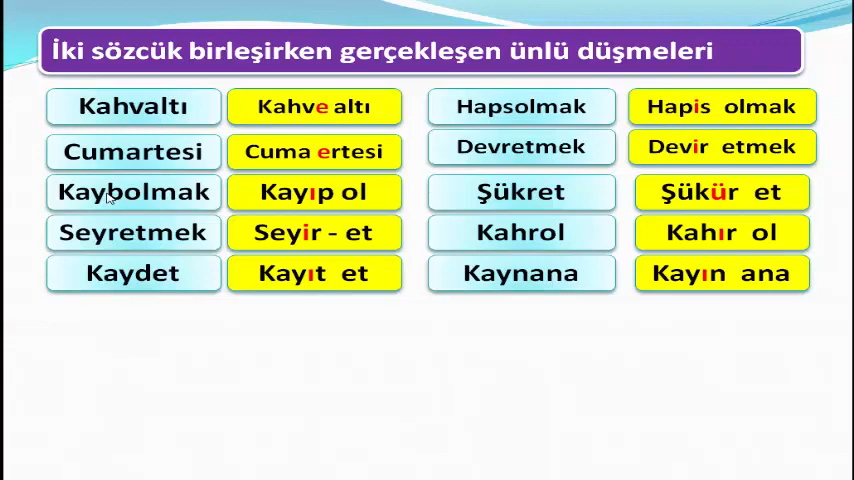 İki sözcük birleşirken gerçekleşen ünlü düşmeleri
Kahvaltı Kahve altı Hapsolmak Hapis olmak
Cumartesi Cuma ertesi Devretmek Devir etmek
Kaybolmak Kayıp ol Şükret Şükür et
Seyretmek Seyir - et Kahrol Kahır ol
Kaydet Kayıt et Kaynana Kayın ana